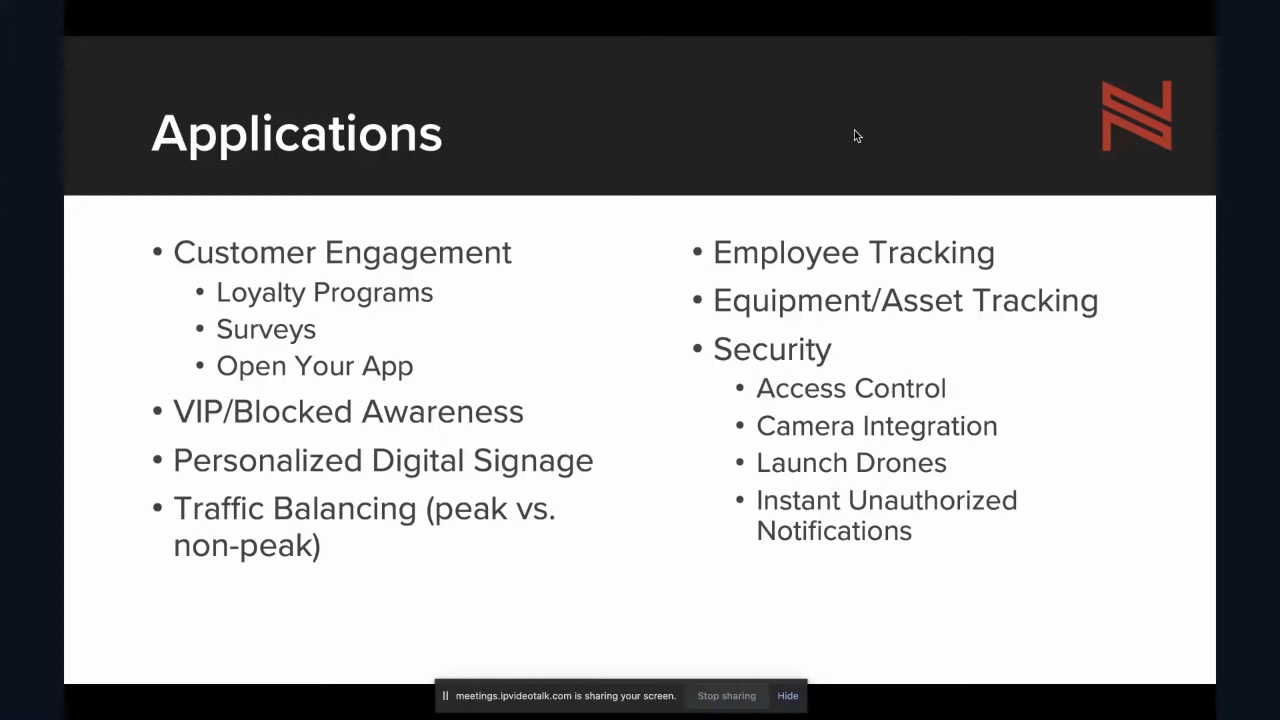 Applications
• Customer Engagement
• Loyalty Programs
• Surveys
• Open Your App
• VIP/Blocked Awareness
• Personalized Digital Signage
• Traffic Balancing (peak vs.
non-peak)
• Employee Tracking
• Equipment/Asset Tracking
• Security
• Access Control
• Camera Integration
• Launch Drones
• Instant Unauthorized
Notifications
meetings.ipvideotalk.com is sharing your screen. Stop sharing Hide